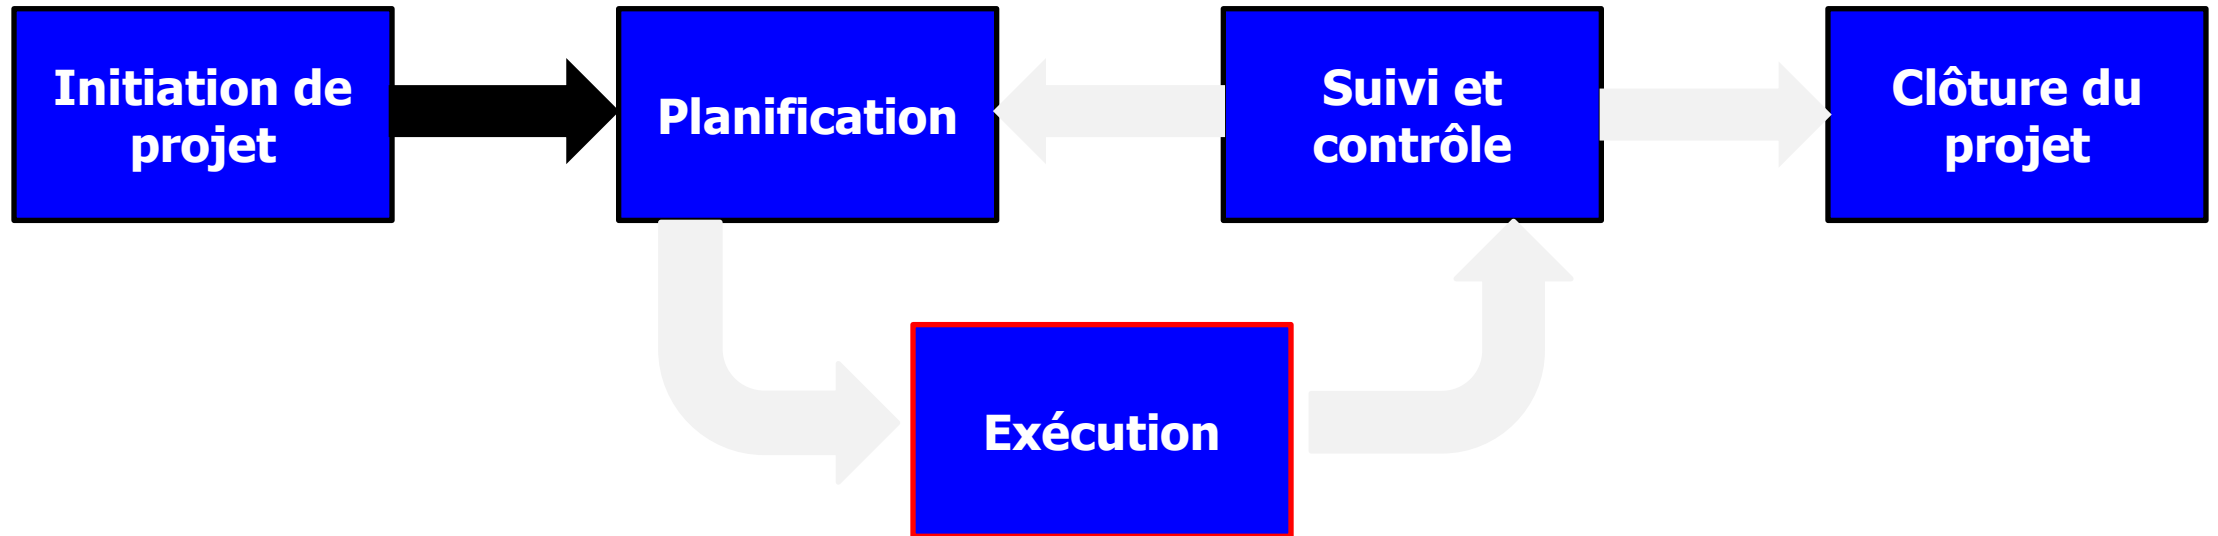 Initiation de
projet
Planification
Suivi et
contrôle
Clôture du
projet
Exécution